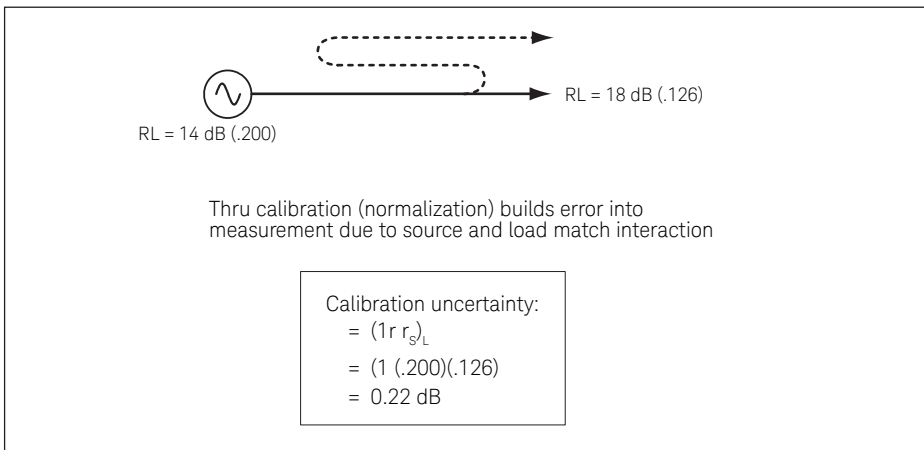 RL = 18 dB (.126)
RL = 14 dB (.200)
Thru calibration (normalization) builds error into
measurement due to source and load match interaction
Calibration uncertainty:
= (1r r_S)_L
= (1 (.200)(.126)
= 0.22 dB